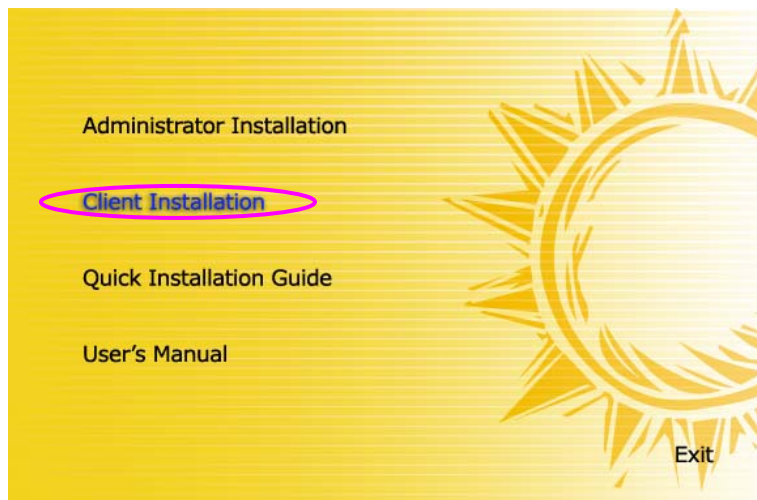 Administrator Installation
Client Installation
Quick Installation Guide
User’s Manual
Exit